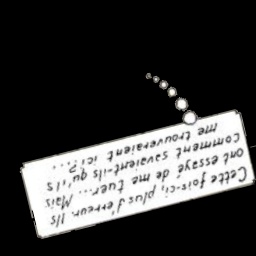 Cette fois-ci, plus d'erreur. Ils
ont essayé de me tuer... Mais
comment savaient-ils qu'ils
me trouveraient ici ?...